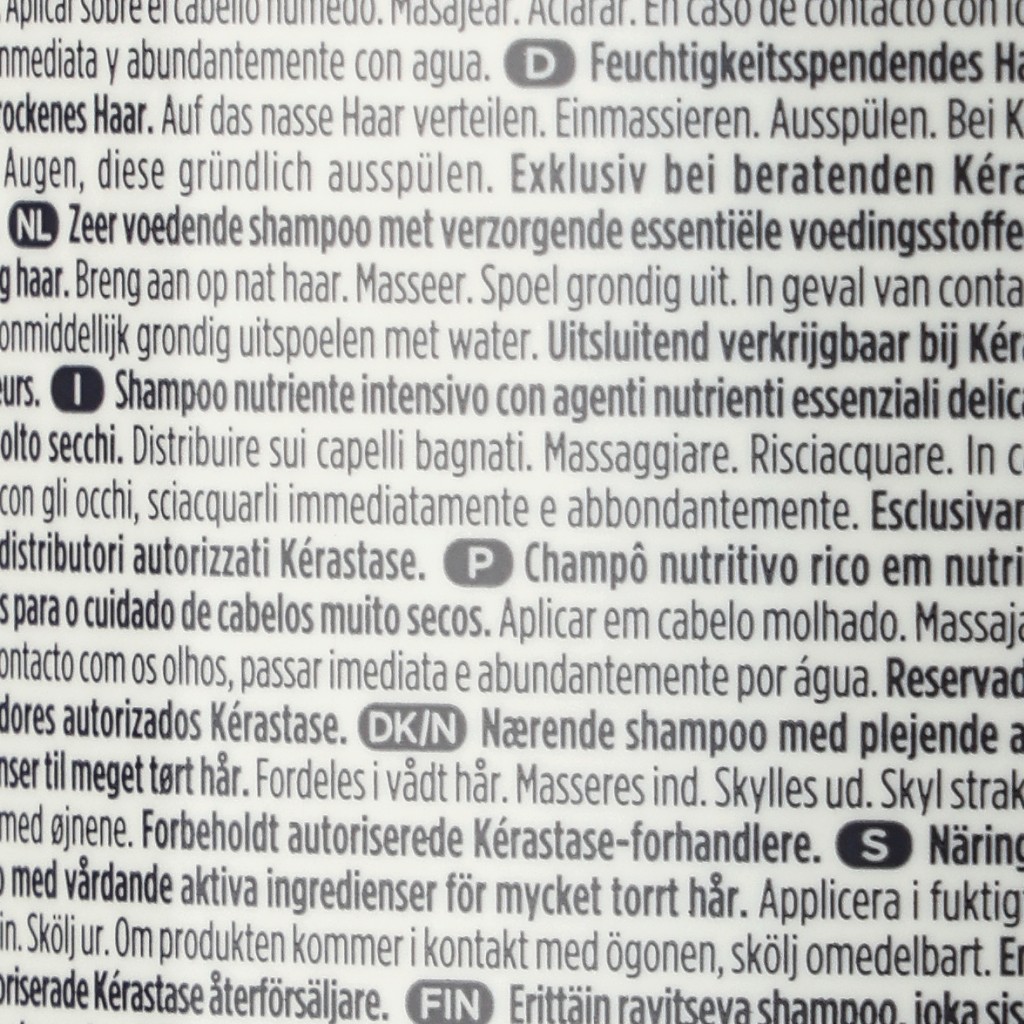 Aplicar sobre el cabello húmedo. Masajear. Aclarar. En caso de contacto con lo
nmediata y abundantemente con agua. D Feuchtigkeitsspendendes Ha
rockenes Haar. Auf das nasse Haar verteilen. Einmassieren. Ausspülen. Bei K
Augen, diese gründlich ausspülen. Exklusiv bei beratenden Kéra
NL Zeer voedende shampoo met verzorgende essentiële voedingsstoffe
g haar. Breng aan op nat haar. Masseer. Spoel grondig uit. In geval van conta
onmiddellijk grondig uitspoelen met water. Uitsluitend verkrijgbaar bij Kér
eurs. I Shampoo nutriente intensivo con agenti nutrienti essenziali delica
olto secchi. Distribuire sui capelli bagnati. Massaggiare. Risciacquare. In c
con gli occhi, sciacquarli immediatamente e abbondantemente. Esclusivan
distributori autorizzati Kérastase. P Champô nutritivo rico em nutri
s para o cuidado de cabelos muito secos. Aplicar em cabelo molhado. Massaja
ontacto com os olhos, passar imediata e abundantemente por água. Reservad
dores autorizados Kérastase. DK/N Nærende shampoo med plejende a
nser til meget tørt hår. Fordeles i vådt hår. Masseres ind. Skylles ud. Skyl strak
med øjnene. Forbeholdt autoriserede Kérastase-forhandlere. S Näring
o med vårdande aktiva ingredienser för mycket torrt hår. Applicera i fuktig
in. Skölj ur. Om produkten kommer i kontakt med ögonen, skölj omedelbart. En
oriserade Kérastase återförsäljare. FIN Erittäin ravitseva shampoo, joka sis